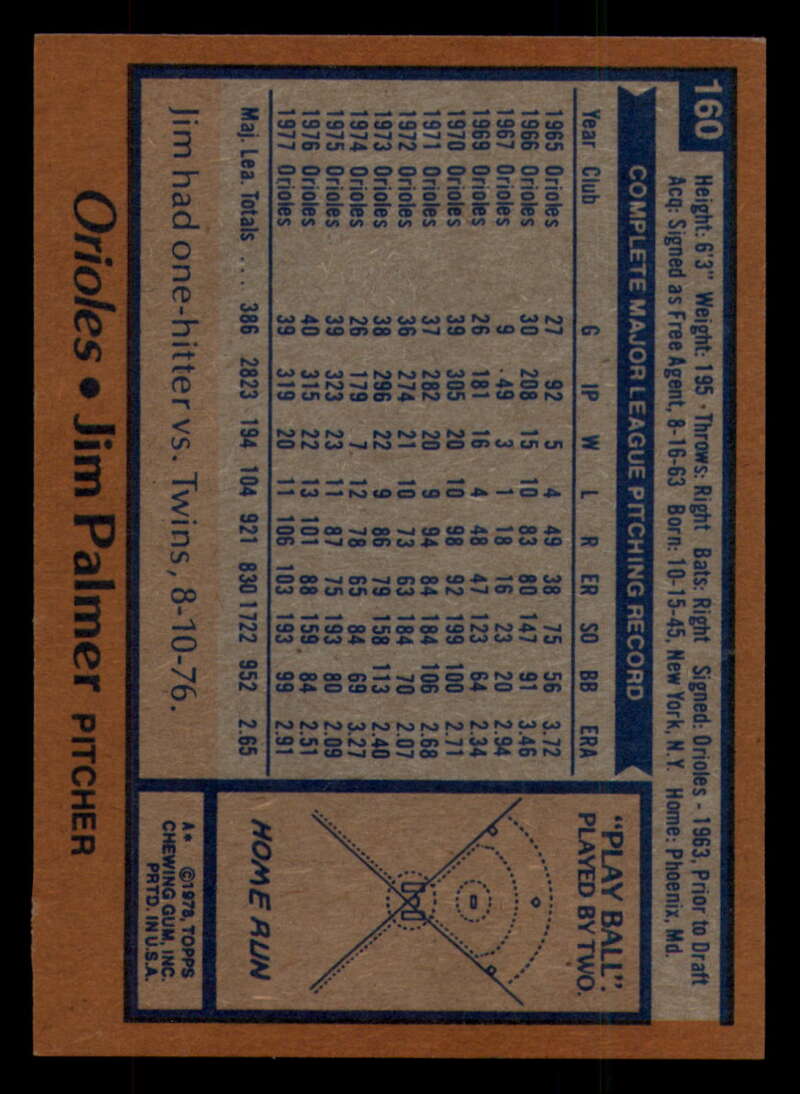 160
Height: 6'3" Weight: 195 · Throws: Right Bats: Right Signed: Orioles - 1963, Prior to Draft
Acq: Signed as Free Agent, 8-16-63 Born: 10-15-45, New York, N.Y. Home: Phoenix, Md.
COMPLETE MAJOR LEAGUE PITCHING RECORD
Year Club G IP W L R ER SO BB ERA
1965 Orioles 27 92 5 4 49 38 75 56 3.72
1966 Orioles 30 208 15 10 83 80 147 91 3.46
1967 Orioles 9 .49 3 1 18 16 23 20 2.94
1969 Orioles 26 181 16 4 48 47 123 64 2.34
1970 Orioles 39 305 20 10 98 92 199 100 2.71
1971 Orioles 37 282 20 9 94 84 184 106 2.68
1972 Orioles 36 274 21 10 73 63 184 70 2.07
1973 Orioles 38 296 22 9 86 79 158 113 2.40
1974 Orioles 26 179 7 12 78 65 84 69 3.27
1975 Orioles 39 323 23 11 87 75 193 80 2.09
1976 Orioles 40 315 22 13 101 88 159 84 2.51
1977 Orioles 39 319 20 11 106 103 193 99 2.91
Maj. Lea. Totals ... 386 2823 194 104 921 830 1722 952 2.65
Jim had one-hitter vs. Twins, 8-10-76.
"PLAY BALL":
PLAYED BY TWO.
HOME RUN
A* ©1978, TOPPS
CHEWING GUM, INC.
PRTD. IN U.S.A.
Orioles • Jim Palmer PITCHER